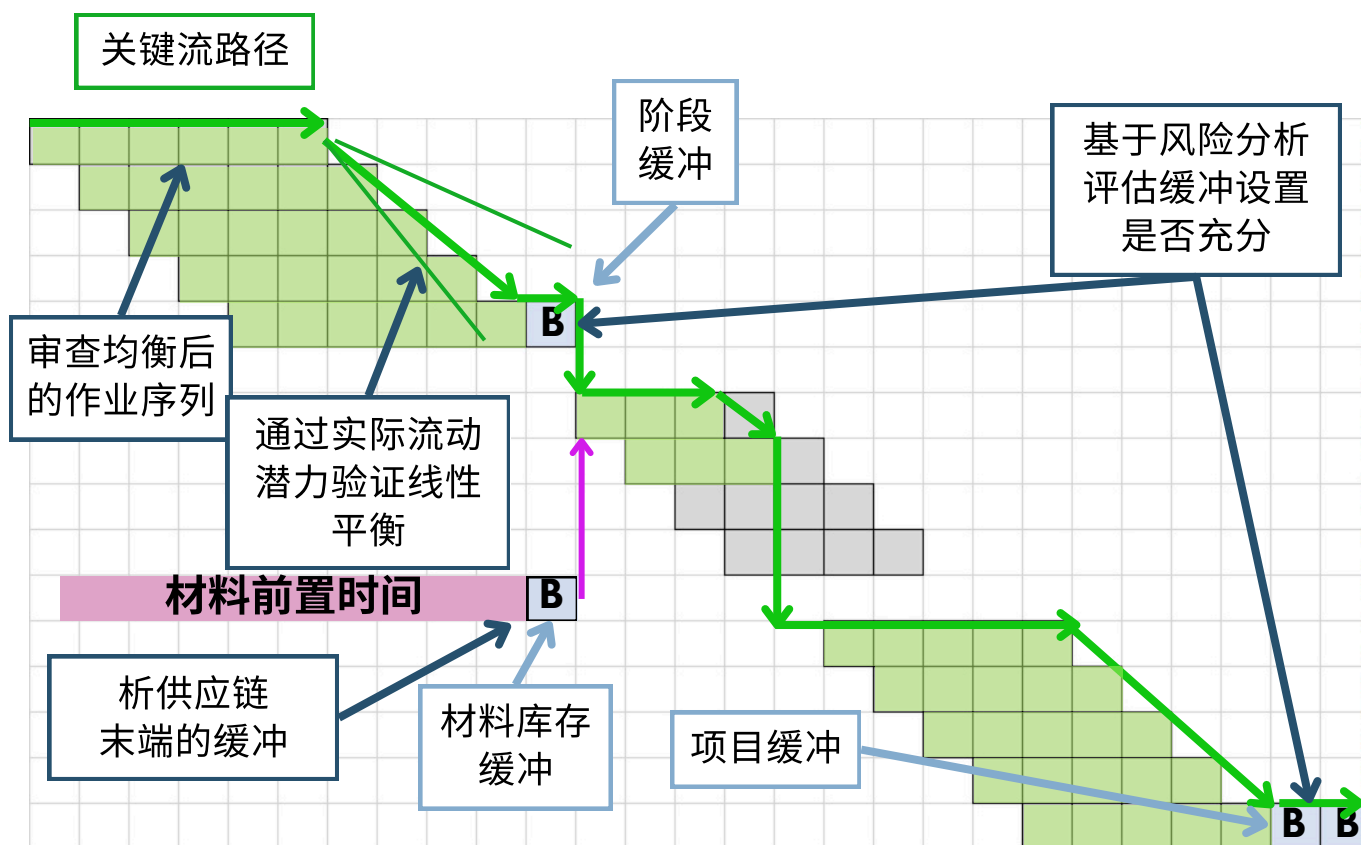 关键流路径
阶段
缓冲
基于风险分析
评估缓冲设置
是否充分
B
审查均衡后
的作业序列
通过实际流动
潜力验证线性
平衡
材料前置时间
B
析供应链
末端的缓冲
材料库存
缓冲
项目缓冲
B
B